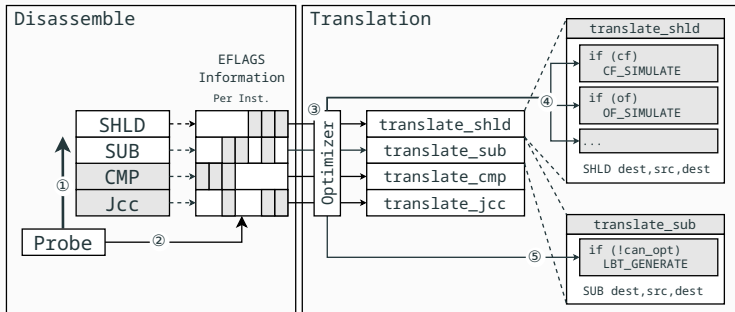 Disassemble
EFLAGS
Information
Per Inst.
SHLD
SUB
CMP
Jcc
①
Probe
②
Translation
③
Optimizer
translate_shld
translate_sub
translate_cmp
translate_jcc
④
⑤
translate_shld
if (cf)
CF_SIMULATE
if (of)
OF_SIMULATE
...
SHLD dest,src,dest
translate_sub
if (!can_opt)
LBT_GENERATE
SUB dest,src,dest